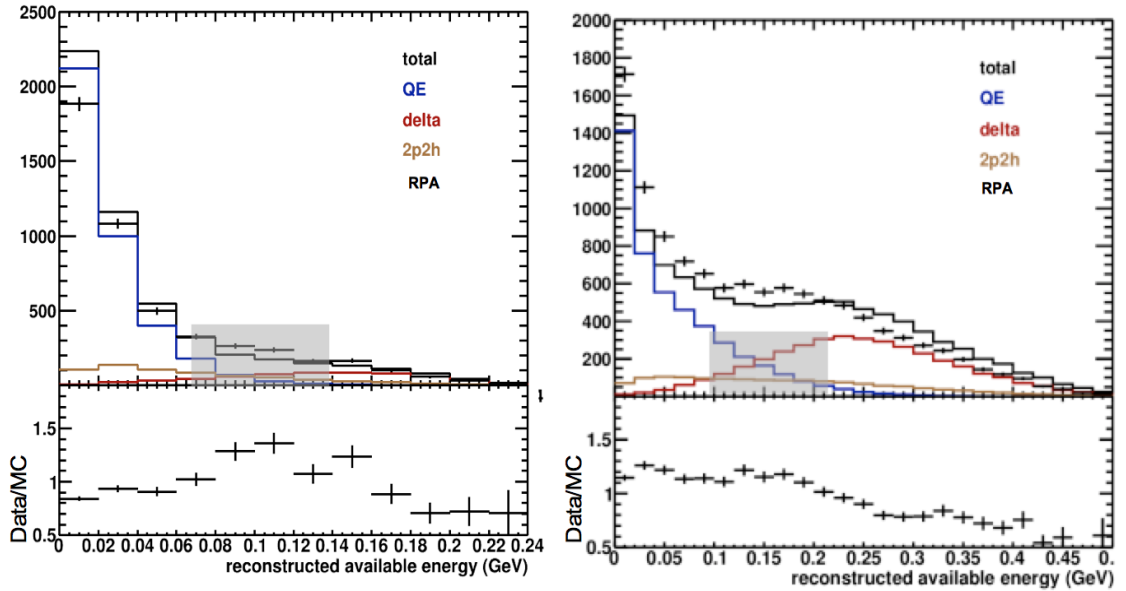 2500
2000
1500
1000
500
total
QE
delta
2p2h
RPA
Data/MC
1.5
1
0.5
0 0.02 0.04 0.06 0.08 0.1 0.12 0.14 0.16 0.18 0.2 0.22 0.24
reconstructed available energy (GeV)
2000
1800
1600
1400
1200
1000
800
600
400
200
total
QE
delta
2p2h
RPA
Data/MC
1.5
1
0.5
0 0.05 0.1 0.15 0.2 0.25 0.3 0.35 0.4 0.45 0.
reconstructed available energy (GeV)